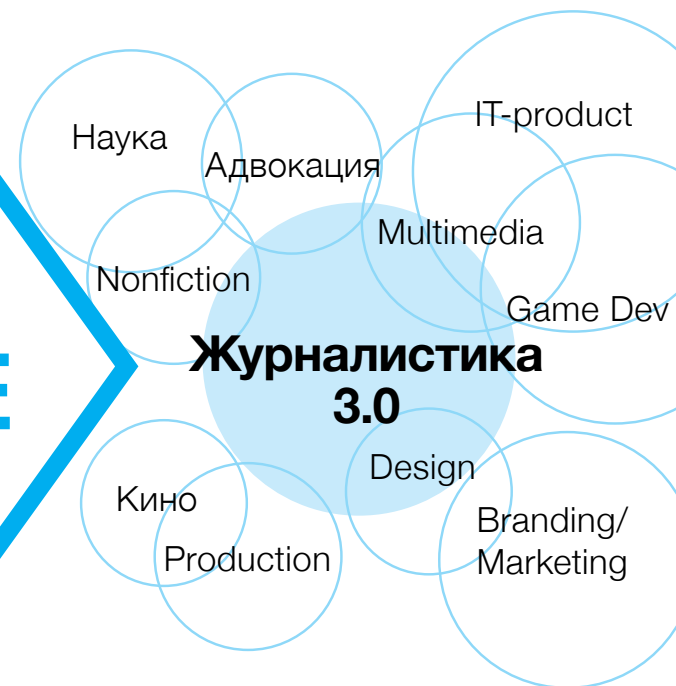 IT-product
Наука
Адвокация
Multimedia
Nonfiction
Game Dev
Журналистика
3.0
Design
Кино
Branding/
Marketing
Production